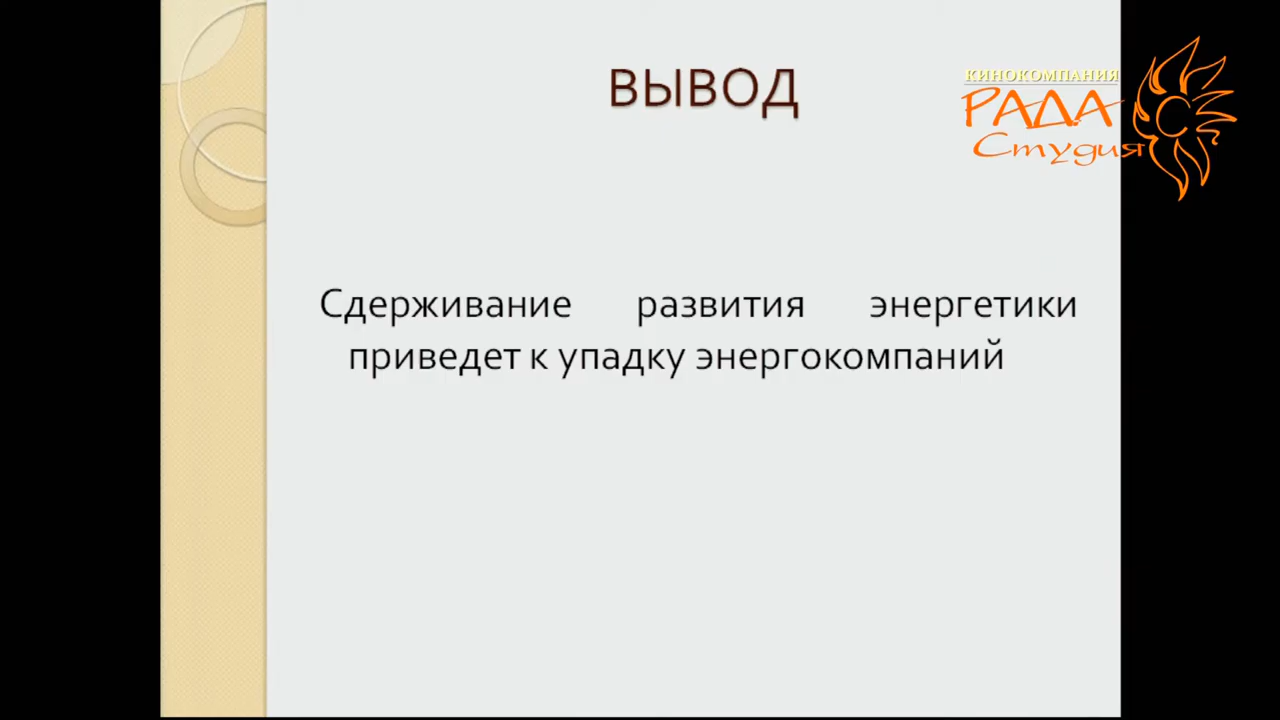 ВЫВОД
КИНОКОМПАНИЯ
РАДА
Студия
Сдерживание развития энергетики
приведет к упадку энергокомпаний